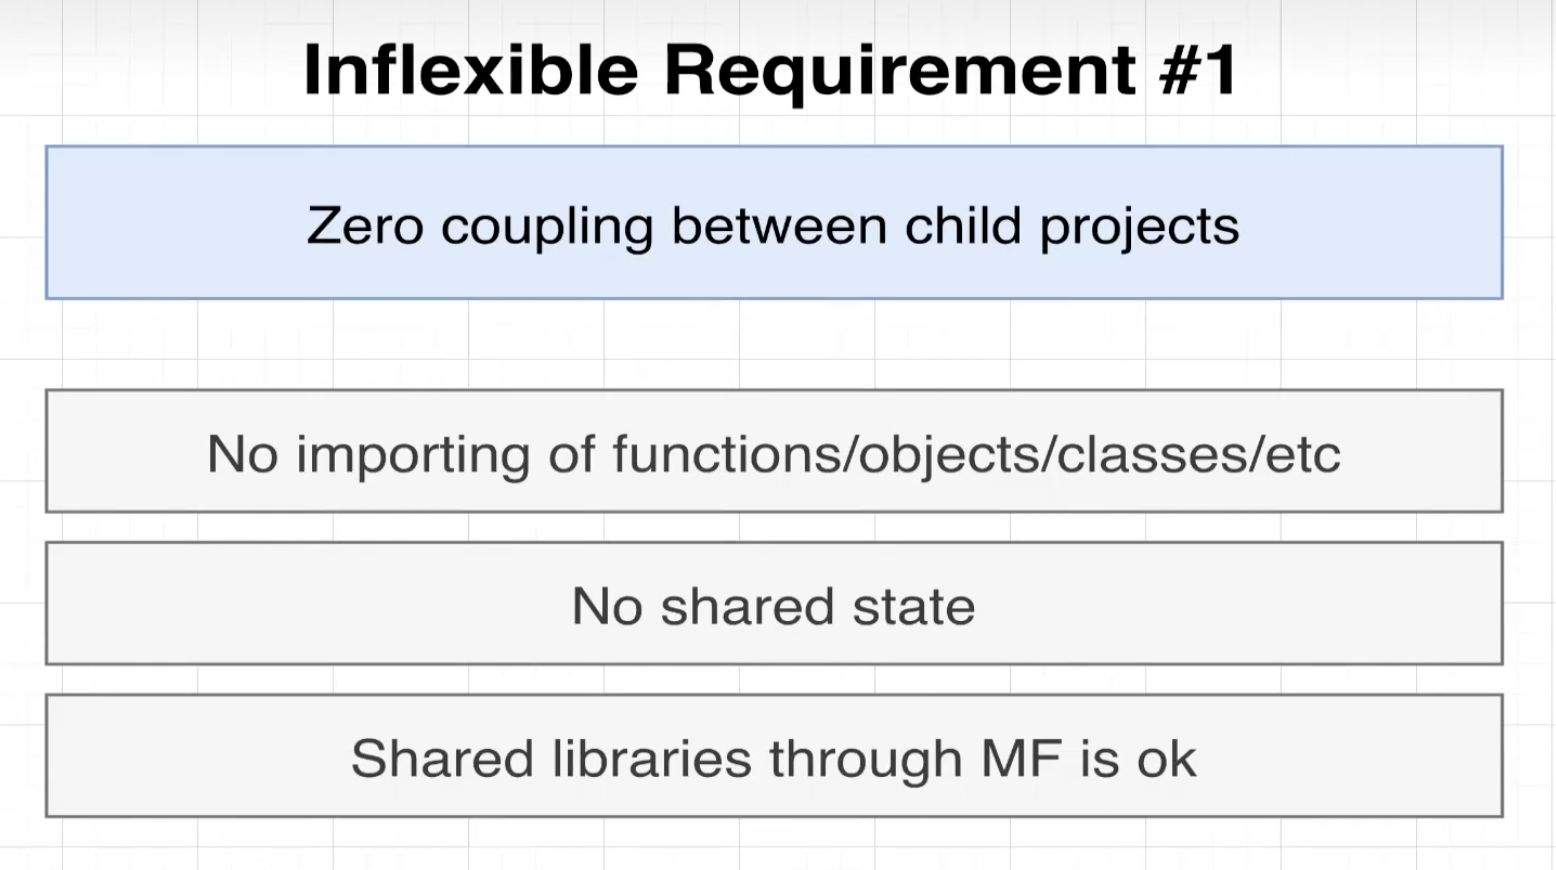 Inflexible Requirement #1
Zero coupling between child projects
No importing of functions/objects/classes/etc
No shared state
Shared libraries through MF is ok